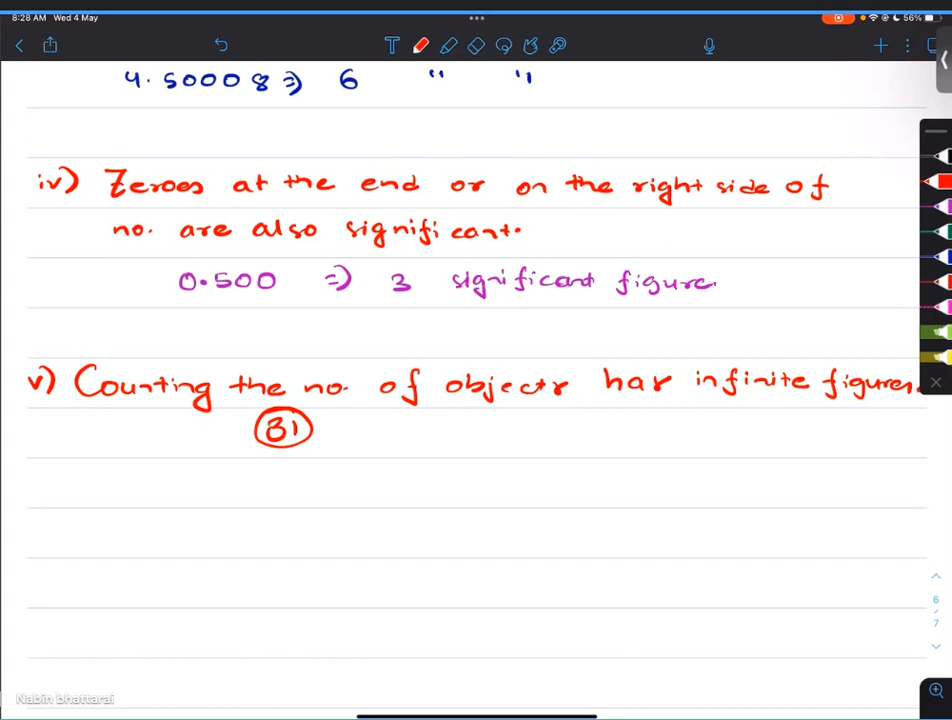 8:28 AM Wed 4 May
56%
T
4.50008 ⇒ 6 " "
iv) Zeroes at the end or on the right side of
no. are also significant.
0.500 ⇒ 3 significant figure.
v) Counting the no. of objects has infinite figures.
31
6
/
7
Nabin Bhattarai